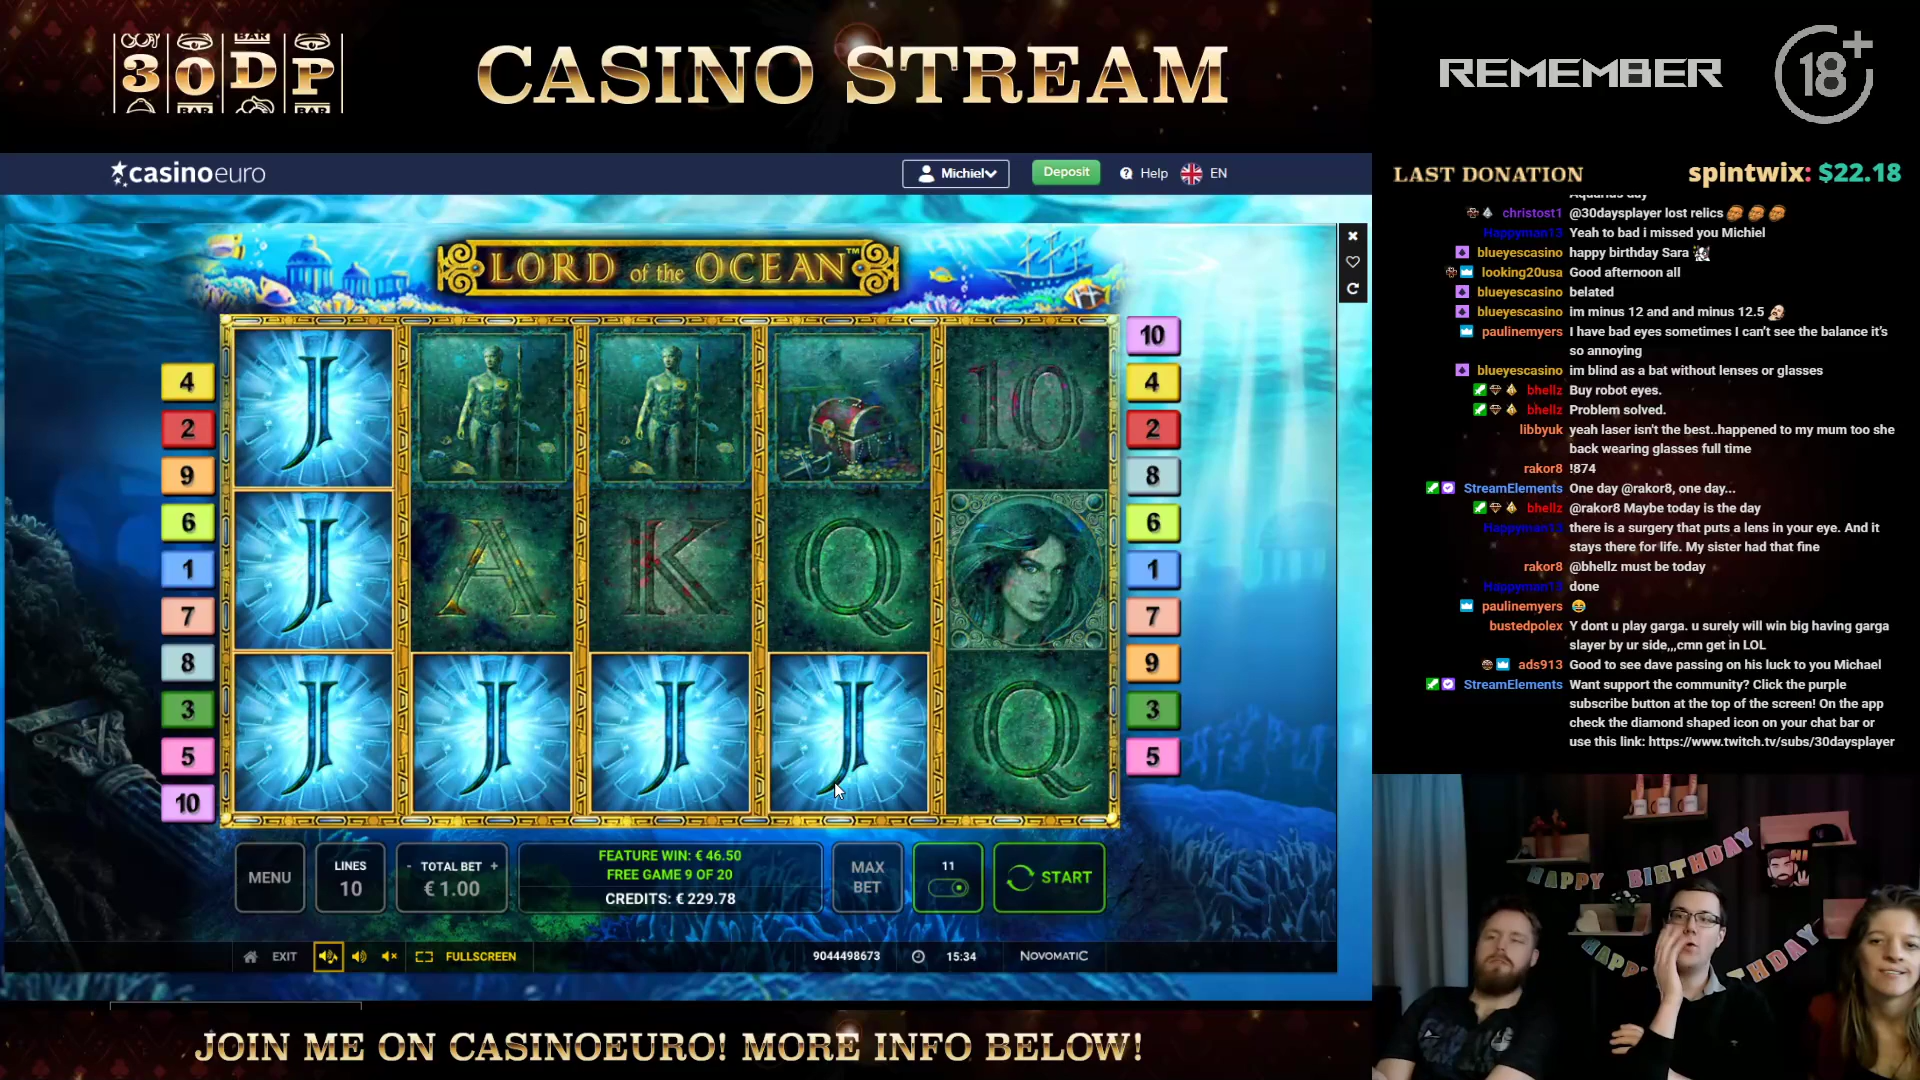 30DP
BAR
BAR
BAR
CASINO STREAM
REMEMBER
18+
casinoeuro
Michiel
Deposit
Help
EN
LORD of the OCEAN™
4
2
9
6
1
7
8
3
5
10
J
10
J
A
K
Q
J
J
J
J
Q
10
4
2
8
6
1
7
9
3
5
MENU
LINES
10
- TOTAL BET +
€ 1.00
FEATURE WIN: € 46.50
FREE GAME 9 OF 20
CREDITS: € 229.78
MAX
BET
11
START
EXIT
FULLSCREEN
9044498673
15:34
NOVOMATIC
JOIN ME ON CASINOEURO! MORE INFO BELOW!
LAST DONATION
spintwix: $22.18
Aquarius day
christost1 @30daysplayer lost relics
Happyman13 Yeah to bad i missed you Michiel
blueyescasino happy birthday Sara
looking20usa Good afternoon all
blueyescasino belated
blueyescasino im minus 12 and and minus 12.5
paulinemyers I have bad eyes sometimes I can't see the balance it's
so annoying
blueyescasino im blind as a bat without lenses or glasses
bhellz Buy robot eyes.
bhellz Problem solved.
libbyuk yeah laser isn't the best..happened to my mum too she
back wearing glasses full time
rakor8 !874
StreamElements One day @rakor8, one day...
bhellz @rakor8 Maybe today is the day
Happyman13 there is a surgery that puts a lens in your eye. And it
stays there for life. My sister had that fine
rakor8 @bhellz must be today
Happyman13 done
paulinemyers
bustedpolex Y dont u play garga. u surely will win big having garga
slayer by ur side,,,cmn get in LOL
ads913 Good to see dave passing on his luck to you Michael
StreamElements Want support the community? Click the purple
subscribe button at the top of the screen! On the app
check the diamond shaped icon on your chat bar or
use this link: https://www.twitch.tv/subs/30daysplayer
HAPPY BIRTHDAY
HI
HAPP
THDAY